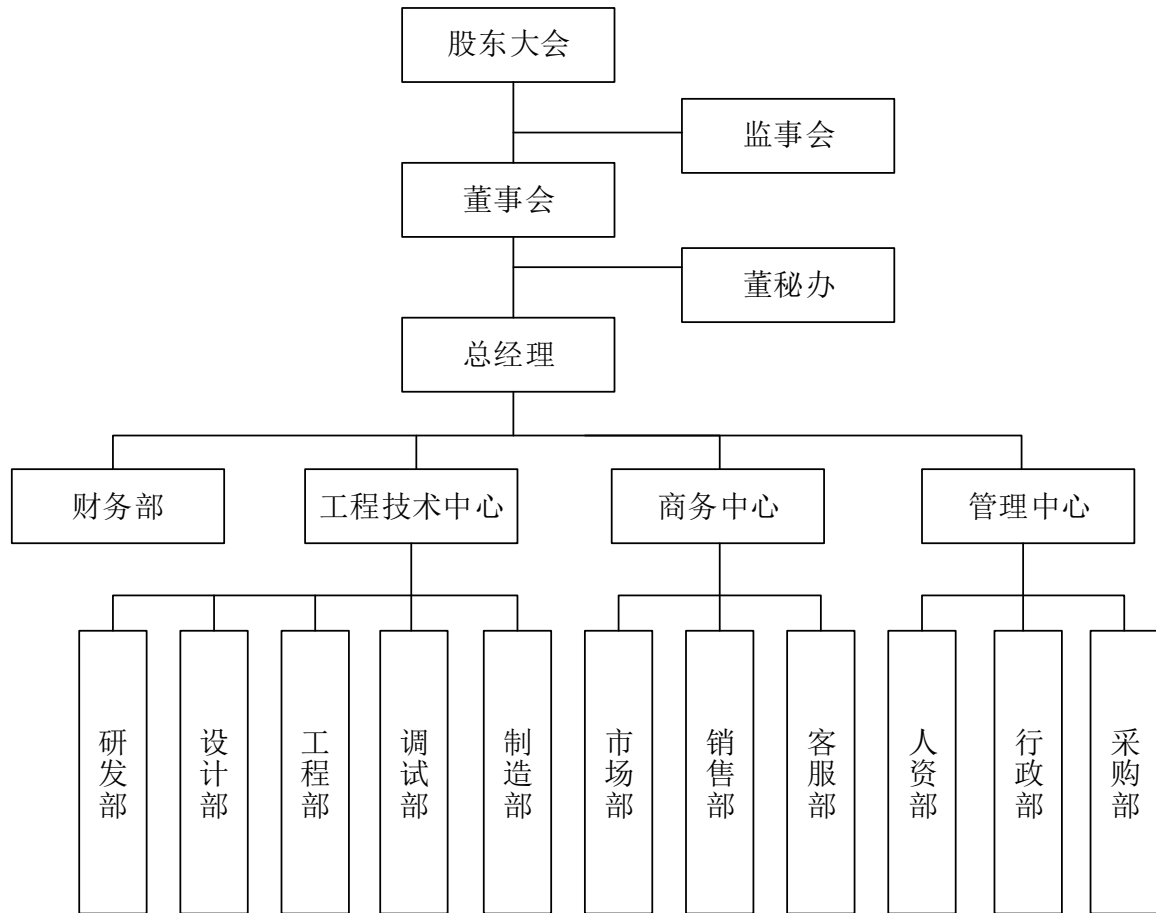 股东大会
监事会
董事会
董秘办
总经理
财务部
工程技术中心
商务中心
管理中心
研发部
设计部
工程部
调试部
制造部
市场部
销售部
客服部
人资部
行政部
采购部